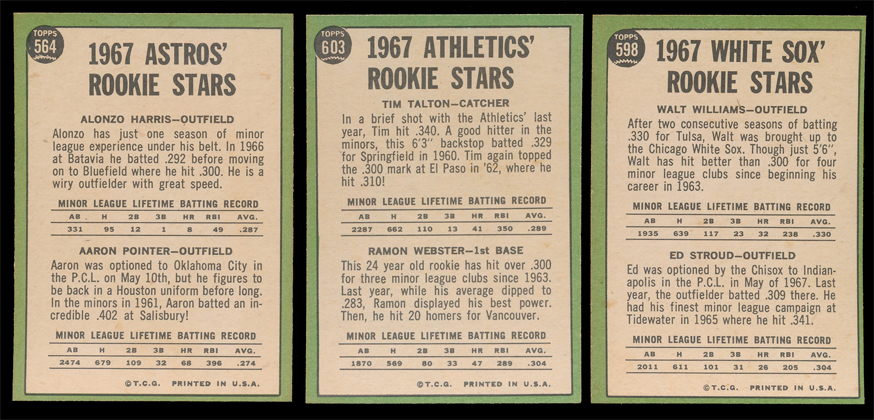 TOPPS
564
1967 ASTROS'
ROOKIE STARS
ALONZO HARRIS—OUTFIELD
Alonzo has just one season of minor
league experience under his belt. In 1966
at Batavia he batted .292 before moving
on to Bluefield where he hit .300. He is a
wiry outfielder with great speed.
MINOR LEAGUE LIFETIME BATTING RECORD
AB H 2B 3B HR RBI AVG.
331 95 12 1 8 49 .287
AARON POINTER—OUTFIELD
Aaron was optioned to Oklahoma City in
the P.C.L. on May 10th, but he figures to
be back in a Houston uniform before long.
In the minors in 1961, Aaron batted an in-
credible .402 at Salisbury!
MINOR LEAGUE LIFETIME BATTING RECORD
AB H 2B 3B HR RBI AVG.
2474 679 109 32 68 396 .274
©T.C.G. PRINTED IN U.S.A.
TOPPS
603
1967 ATHLETICS'
ROOKIE STARS
TIM TALTON—CATCHER
In a brief shot with the Athletics' last
year, Tim hit .340. A good hitter in the
minors, this 6'3" backstop batted .329
for Springfield in 1960. Tim again topped
the .300 mark at El Paso in '62, where he
hit .310!
MINOR LEAGUE LIFETIME BATTING RECORD
AB H 2B 3B HR RBI AVG.
2287 662 110 13 41 350 .289
RAMON WEBSTER—1st BASE
This 24 year old rookie has hit over .300
for three minor league clubs since 1963.
Last year, while his average dipped to
.283, Ramon displayed his best power.
Then, he hit 20 homers for Vancouver.
MINOR LEAGUE LIFETIME BATTING RECORD
AB H 2B 3B HR RBI AVG.
1870 569 80 33 47 289 .304
©T.C.G. PRINTED IN U.S.A.
TOPPS
598
1967 WHITE SOX'
ROOKIE STARS
WALT WILLIAMS—OUTFIELD
After two consecutive seasons of batting
.330 for Tulsa, Walt was brought up to
the Chicago White Sox. Though just 5'6",
Walt has hit better than .300 for four
minor league clubs since beginning his
career in 1963.
MINOR LEAGUE LIFETIME BATTING RECORD
AB H 2B 3B HR RBI AVG.
1935 639 117 23 32 238 .330
ED STROUD—OUTFIELD
Ed was optioned by the Chisox to Indian-
apolis in the P.C.L. in May of 1967. Last
year, the outfielder batted .309 there. He
had his finest minor league campaign at
Tidewater in 1965 where he hit .341.
MINOR LEAGUE LIFETIME BATTING RECORD
AB H 2B 3B HR RBI AVG.
2011 611 101 31 26 205 .304
©T.C.G. PRINTED IN U.S.A.